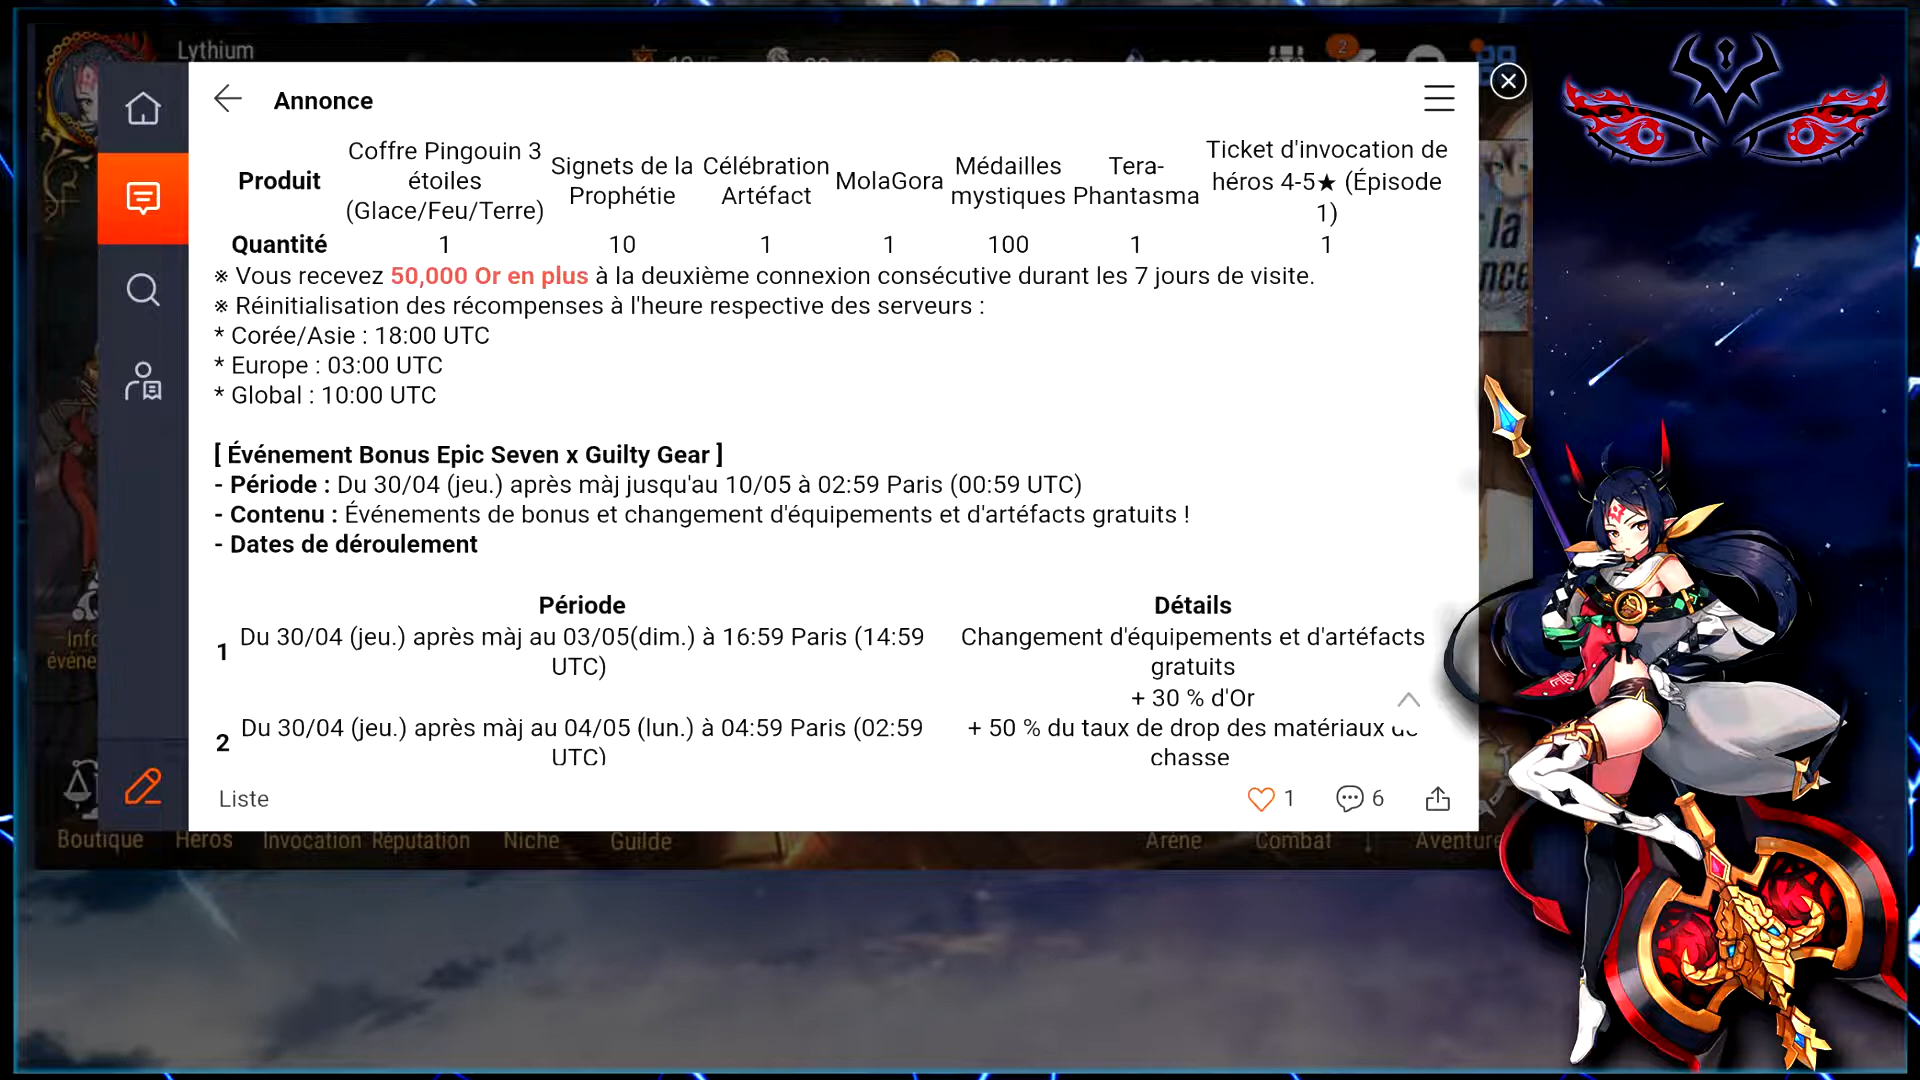 Lythium
2
Annonce
Produit
Coffre Pingouin 3 étoiles (Glace/Feu/Terre)
Signets de la Prophétie
Célébration Artéfact
MolaGora
Médailles mystiques
Tera-Phantasma
Ticket d'invocation de héros 4-5★ (Épisode 1)
Quantité 1 10 1 1 100 1 1
※ Vous recevez 50,000 Or en plus à la deuxième connexion consécutive durant les 7 jours de visite.
※ Réinitialisation des récompenses à l'heure respective des serveurs :
* Corée/Asie : 18:00 UTC
* Europe : 03:00 UTC
* Global : 10:00 UTC
[ Événement Bonus Epic Seven x Guilty Gear ]
- Période : Du 30/04 (jeu.) après màj jusqu'au 10/05 à 02:59 Paris (00:59 UTC)
- Contenu : Événements de bonus et changement d'équipements et d'artéfacts gratuits !
- Dates de déroulement
Période Détails
1 Du 30/04 (jeu.) après màj au 03/05(dim.) à 16:59 Paris (14:59 UTC)
Changement d'équipements et d'artéfacts gratuits
2 Du 30/04 (jeu.) après màj au 04/05 (lun.) à 04:59 Paris (02:59 UTC)
+ 30 % d'Or
+ 50 % du taux de drop des matériaux de chasse
Liste
1
6
Boutique Héros Invocation Réputation Niche Guilde Arène Combat Aventure